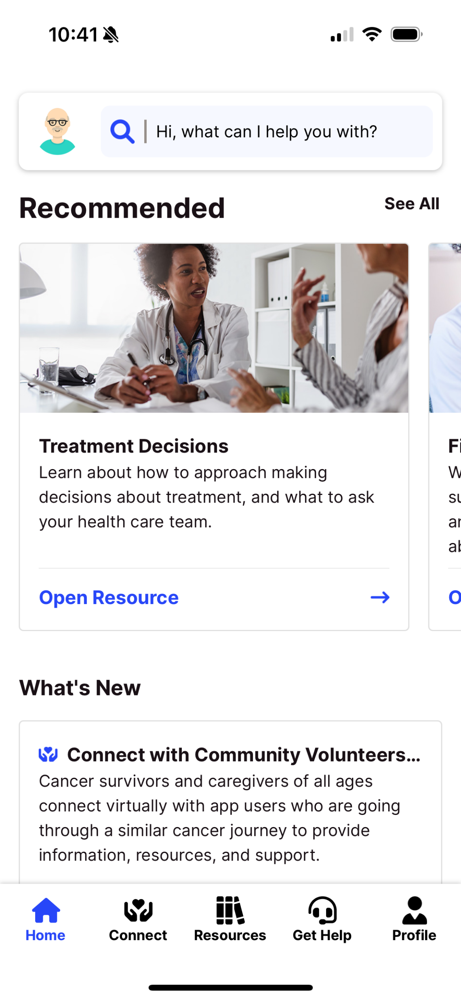 10:41
Hi, what can I help you with?
Recommended
See All
Treatment Decisions
Learn about how to approach making
decisions about treatment, and what to ask
your health care team.
Open Resource
Fi
W
su
ab
What's New
Connect with Community Volunteers...
Cancer survivors and caregivers of all ages
connect virtually with app users who are going
through a similar cancer journey to provide
information, resources, and support.
Home
Connect
Resources
Get Help
Profile